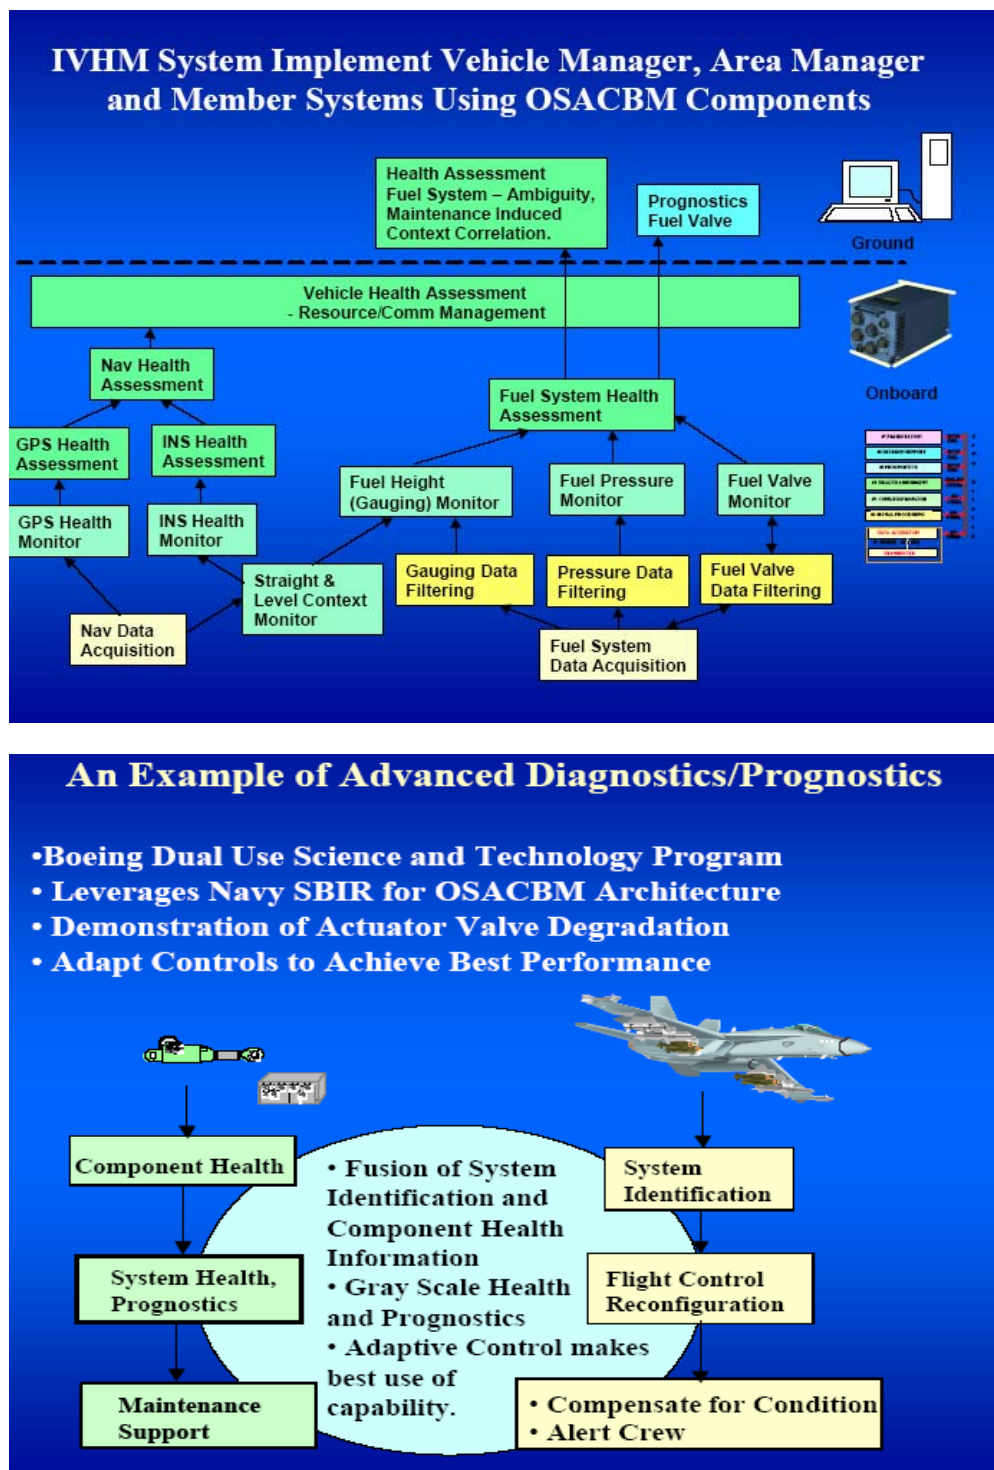 IVHM System Implement Vehicle Manager, Area Manager
and Member Systems Using OSACBM Components
Health Assessment
Fuel System – Ambiguity,
Maintenance Induced
Context Correlation.
Prognostics
Fuel Valve
Ground
Vehicle Health Assessment
- Resource/Comm Management
Onboard
Nav Health
Assessment
Fuel System Health
Assessment
GPS Health
Assessment
INS Health
Assessment
Fuel Height
(Gauging) Monitor
Fuel Pressure
Monitor
Fuel Valve
Monitor
GPS Health
Monitor
INS Health
Monitor
Straight &
Level Context
Monitor
Gauging Data
Filtering
Pressure Data
Filtering
Fuel Valve
Data Filtering
Nav Data
Acquisition
Fuel System
Data Acquisition
An Example of Advanced Diagnostics/Prognostics
•Boeing Dual Use Science and Technology Program
• Leverages Navy SBIR for OSACBM Architecture
• Demonstration of Actuator Valve Degradation
• Adapt Controls to Achieve Best Performance
Component Health
System Health,
Prognostics
Maintenance
Support
• Fusion of System
Identification and
Component Health
Information
• Gray Scale Health
and Prognostics
• Adaptive Control makes
best use of
capability.
System
Identification
Flight Control
Reconfiguration
• Compensate for Condition
• Alert Crew